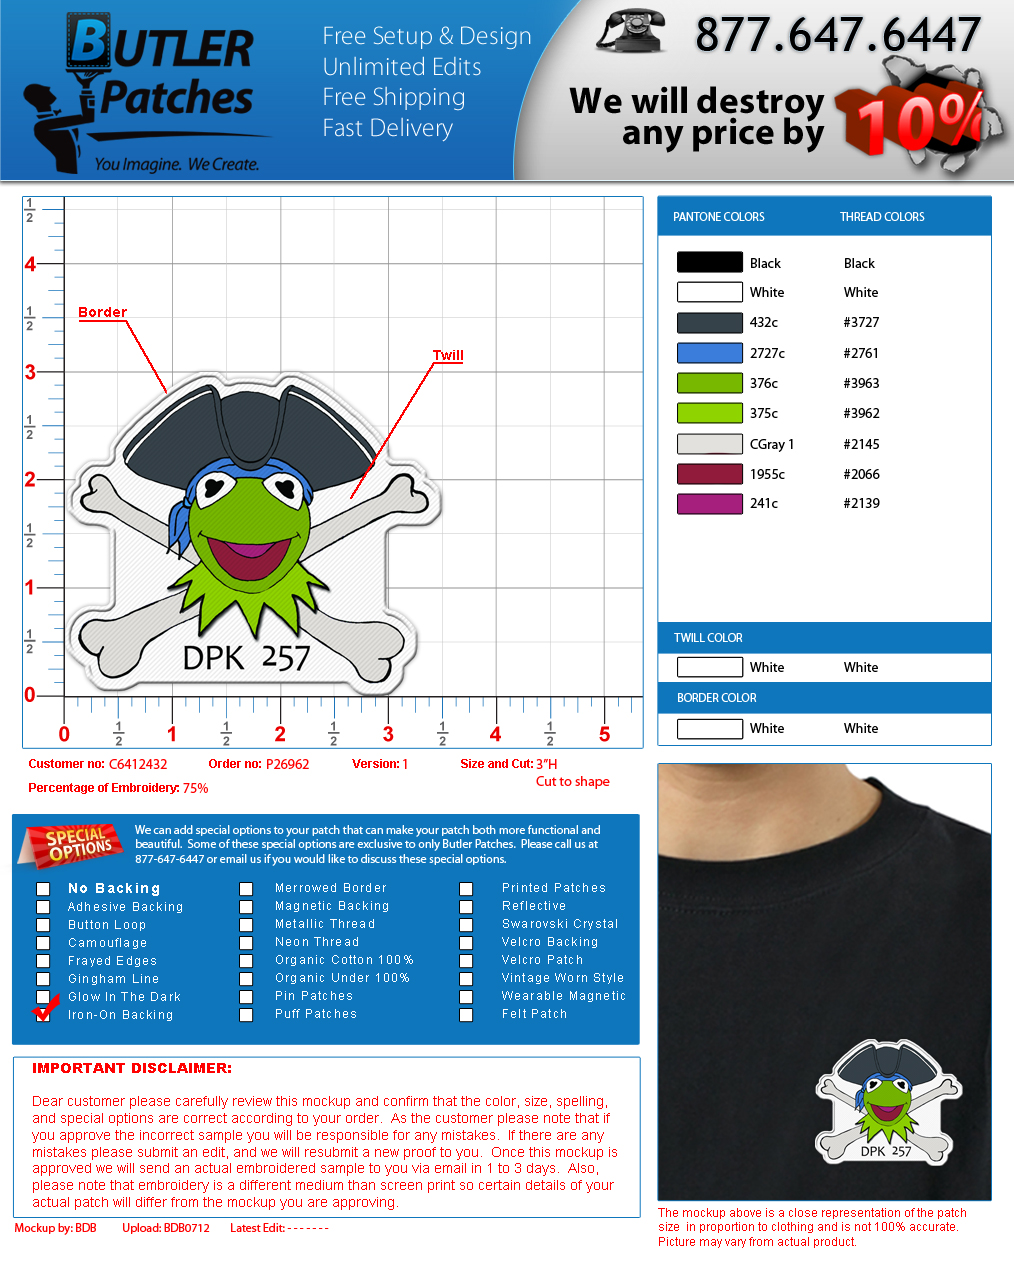 BUTLER
Patches
You Imagine. We Create.
Free Setup & Design
Unlimited Edits
Free Shipping
Fast Delivery
877.647.6447
We will destroy
any price by
10%
PANTONE COLORS THREAD COLORS
Black Black
White White
432c #3727
2727c #2761
376c #3963
375c #3962
CGray 1 #2145
1955c #2066
241c #2139
TWILL COLOR
White White
BORDER COLOR
White White
1/2
4
1/2
3
1/2
2
1/2
1
1/2
0
Border
Twill
DPK 257
0 1/2 1 1/2 2 1/2 3 1/2 4 1/2 5
Customer no: C6412432 Order no: P26962 Version: 1 Size and Cut: 3"H
Cut to shape
Percentage of Embroidery: 75%
SPECIAL
OPTIONS
We can add special options to your patch that can make your patch both more functional and
beautiful. Some of these special options are exclusive to only Butler Patches. Please call us at
877-647-6447 or email us if you would like to discuss these special options.
No Backing Merrowed Border Printed Patches
Adhesive Backing Magnetic Backing Reflective
Button Loop Metallic Thread Swarovski Crystal
Camouflage Neon Thread Velcro Backing
Frayed Edges Organic Cotton 100% Velcro Patch
Gingham Line Organic Under 100% Vintage Worn Style
Glow In The Dark Pin Patches Wearable Magnetic
Iron-On Backing Puff Patches Felt Patch
IMPORTANT DISCLAIMER:
Dear customer please carefully review this mockup and confirm that the color, size, spelling,
and special options are correct according to your order. As the customer please note that if
you approve the incorrect sample you will be responsible for any mistakes. If there are any
mistakes please submit an edit, and we will resubmit a new proof to you. Once this mockup is
approved we will send an actual embroidered sample to you via email in 1 to 3 days. Also,
please note that embroidery is a different medium than screen print so certain details of your
actual patch will differ from the mockup you are approving.
Mockup by: BDB Upload: BDB0712 Latest Edit: - - - - - - -
DPK 257
The mockup above is a close representation of the patch
size in proportion to clothing and is not 100% accurate.
Picture may vary from actual product.